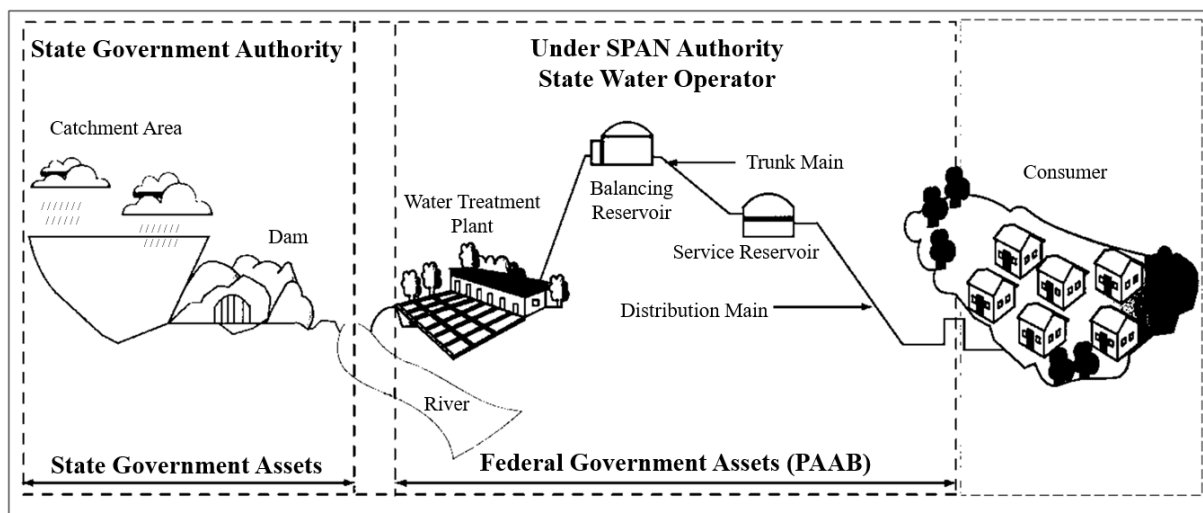 State Government Authority
Under SPAN Authority
State Water Operator
Catchment Area
Dam
Water Treatment
Plant
Balancing
Reservoir
Trunk Main
Service Reservoir
Distribution Main
Consumer
River
State Government Assets
Federal Government Assets (PAAB)